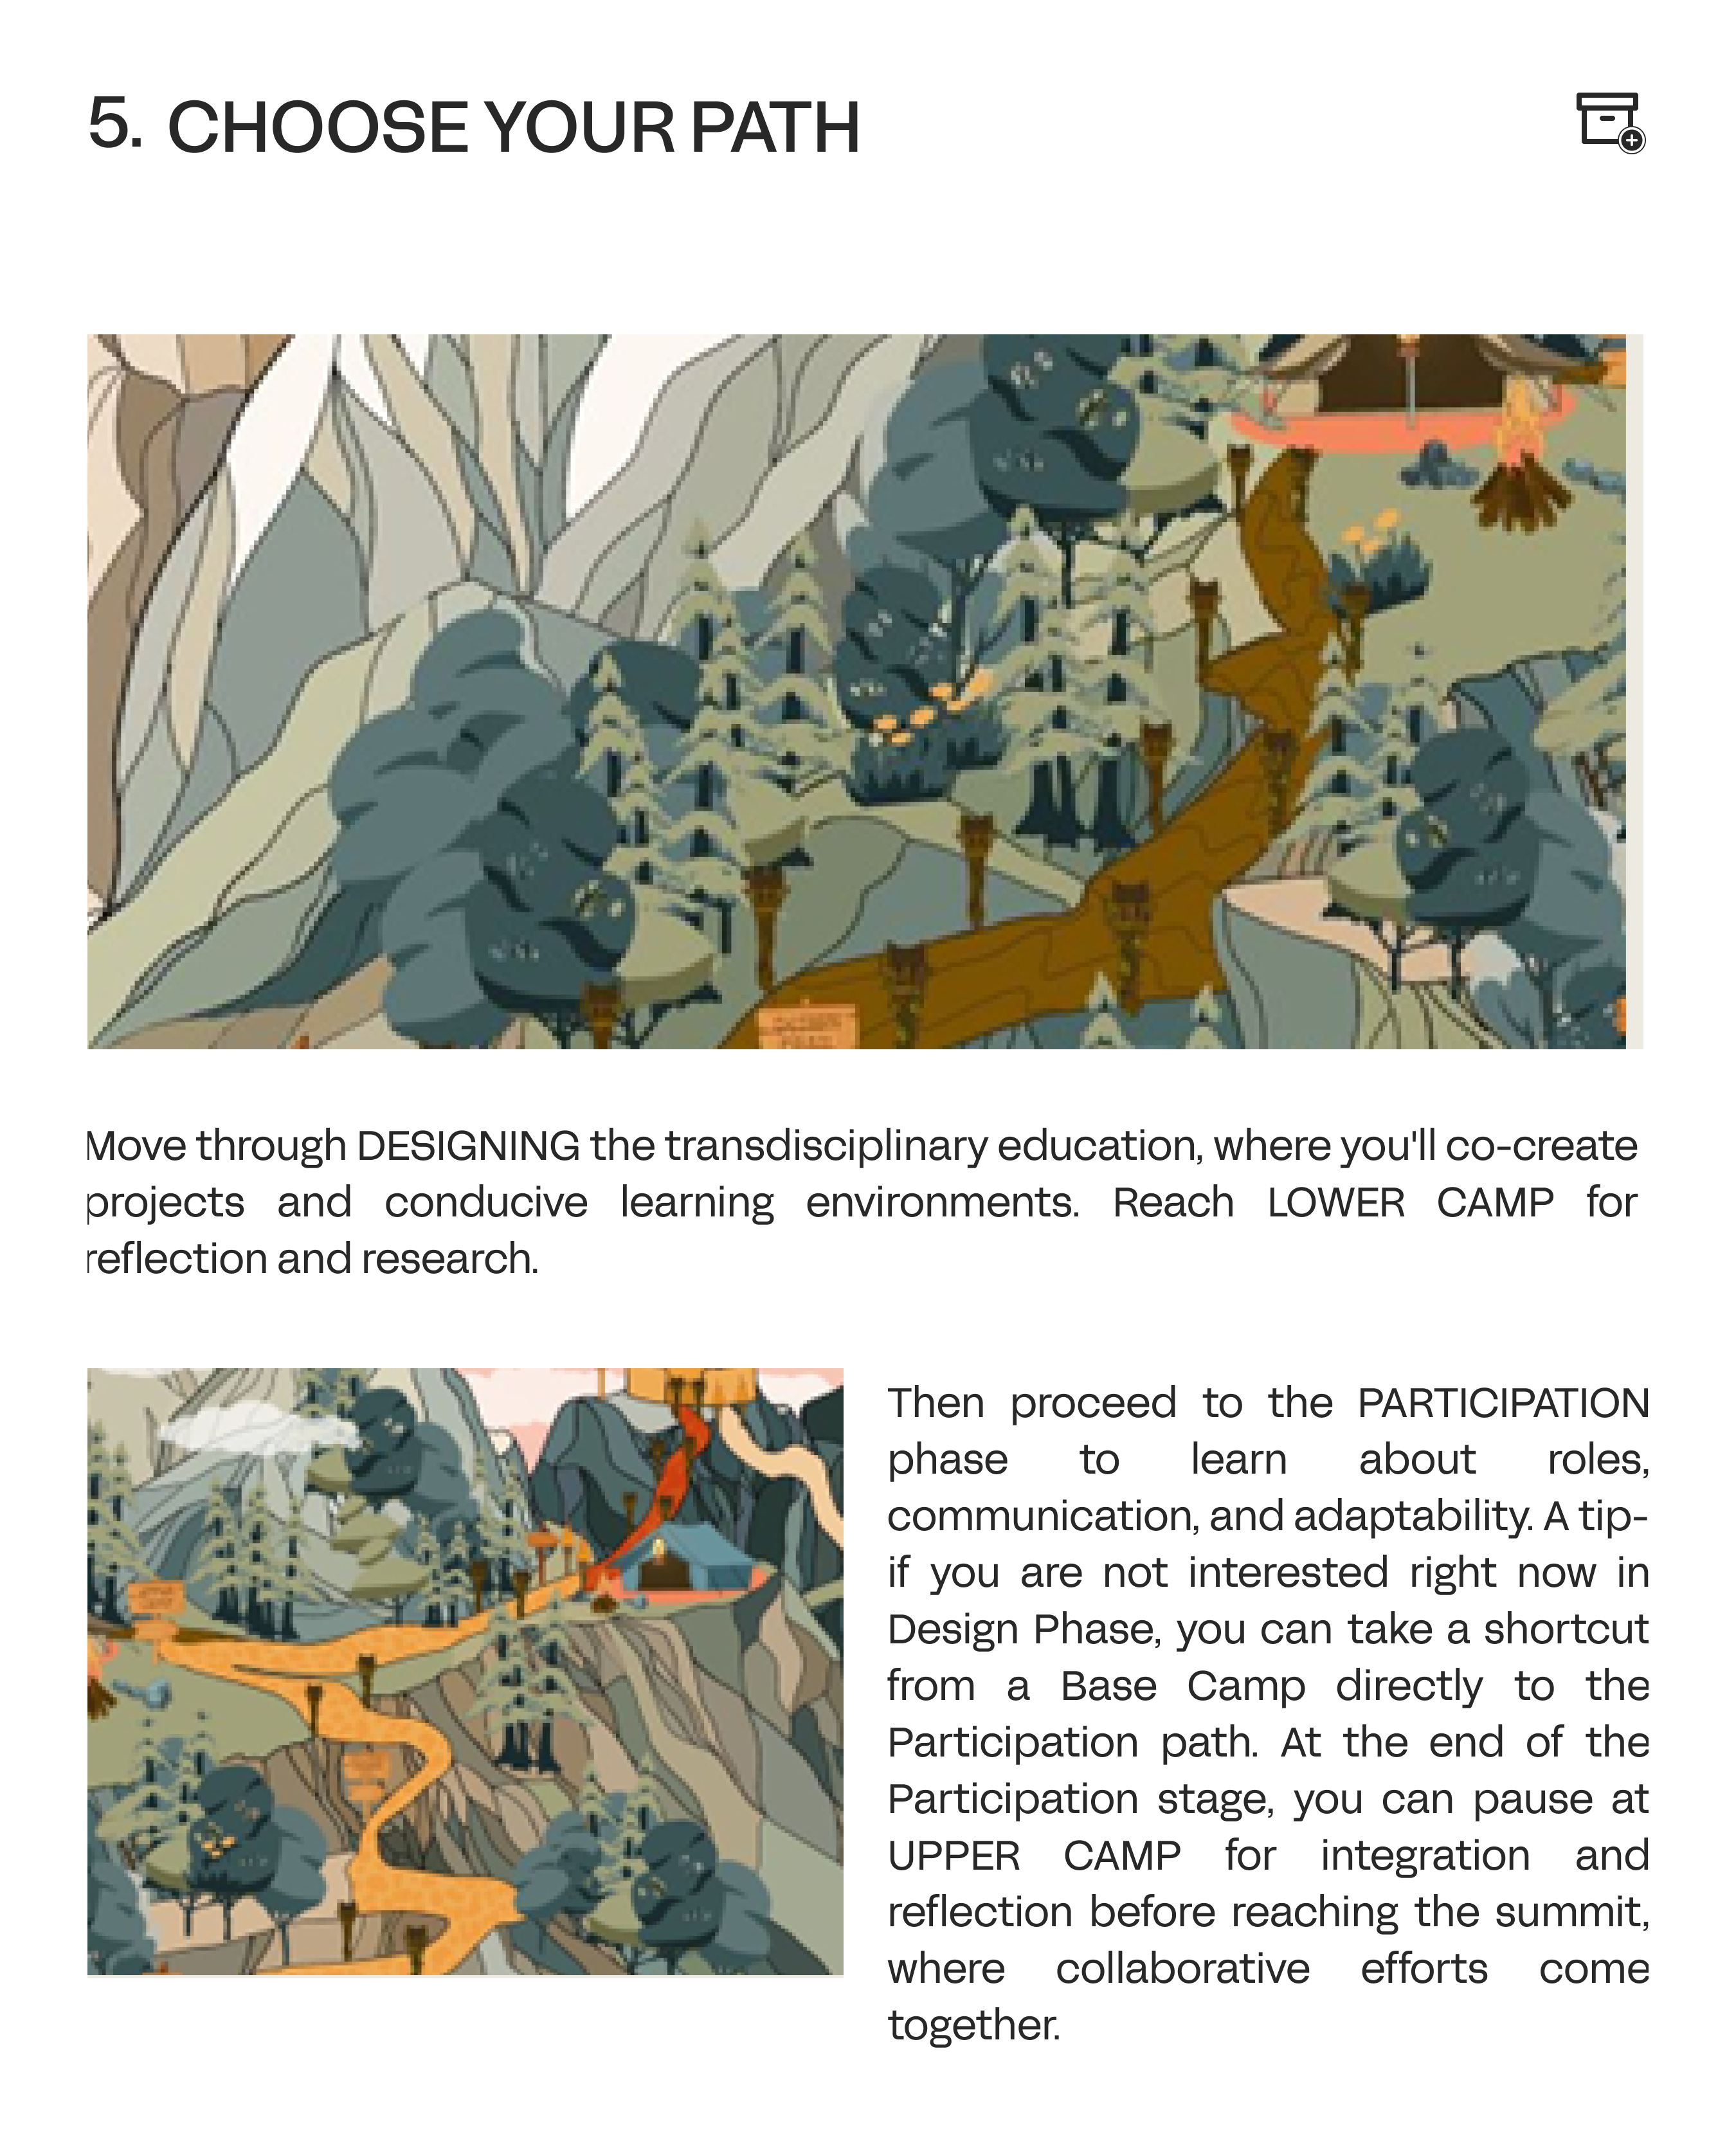 5. CHOOSE YOUR PATH
Move through DESIGNING the transdisciplinary education, where you'll co-create
projects and conducive learning environments. Reach LOWER CAMP for
reflection and research.
Then proceed to the PARTICIPATION
phase to learn about roles,
communication, and adaptability. A tip-
if you are not interested right now in
Design Phase, you can take a shortcut
from a Base Camp directly to the
Participation path. At the end of the
Participation stage, you can pause at
UPPER CAMP for integration and
reflection before reaching the summit,
where collaborative efforts come
together.